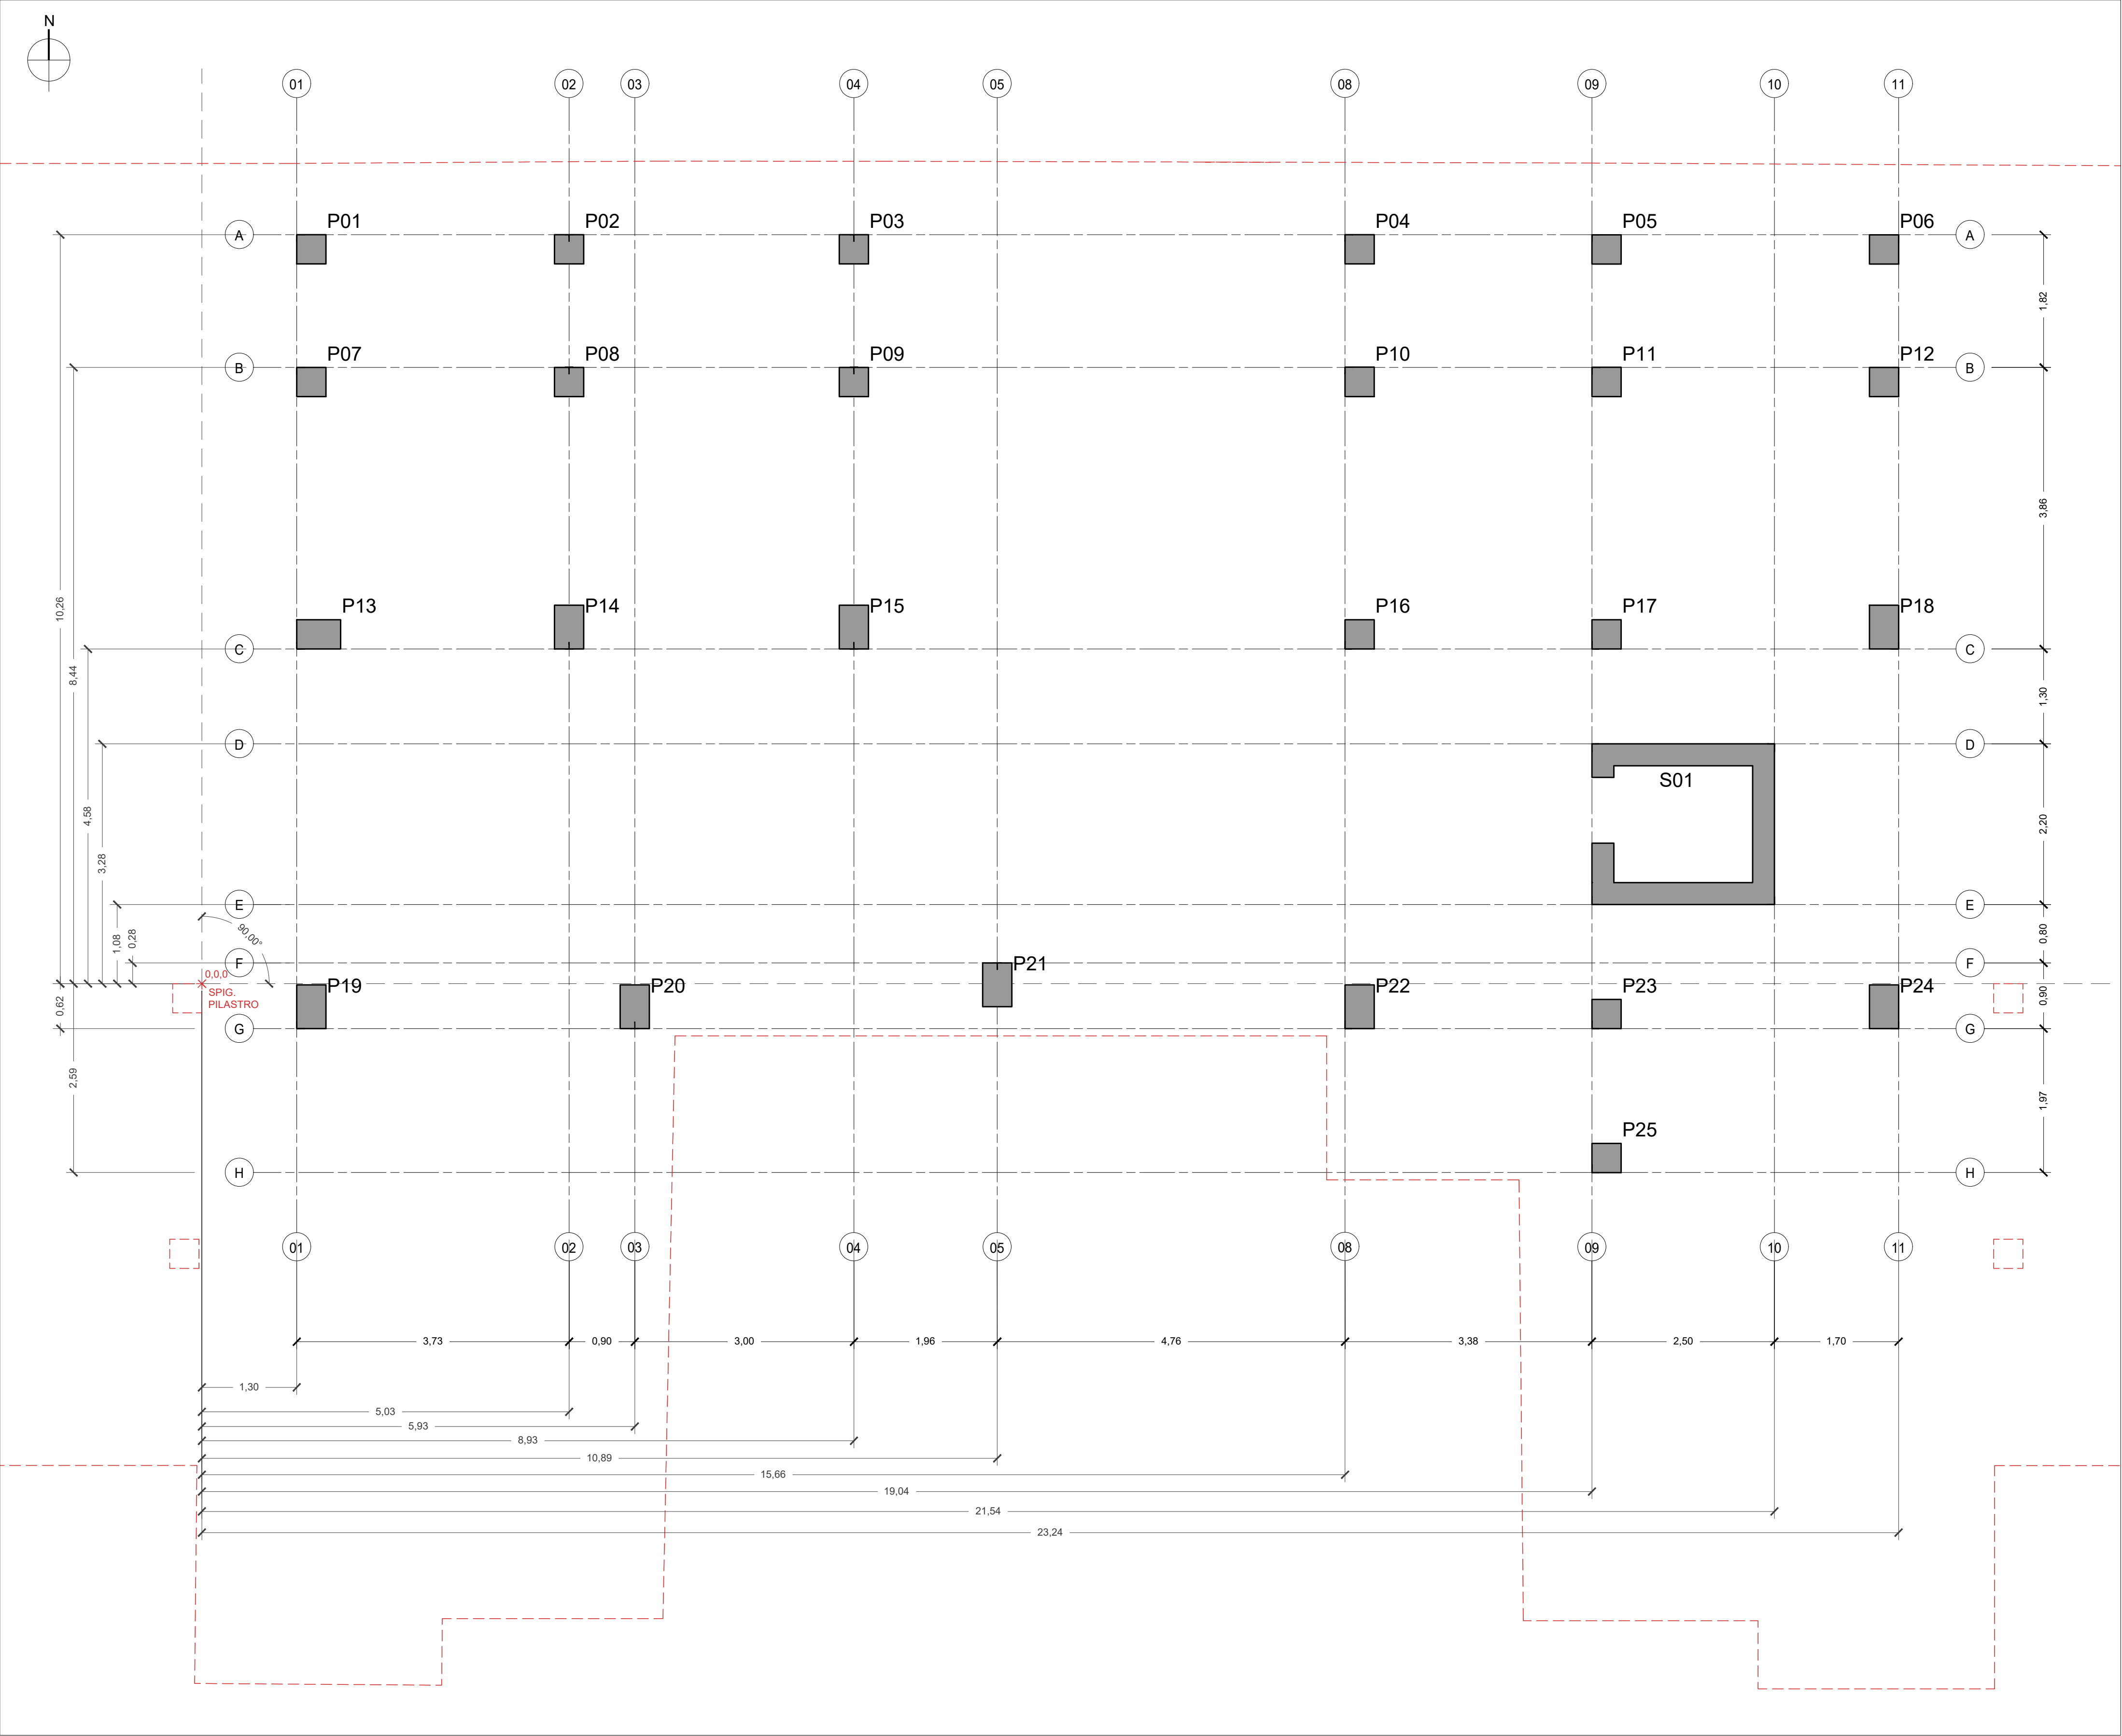 N
01 02 03 04 05 08 09 10 11
P01 P02 P03 P04 P05 P06
A A
1,82
P07 P08 P09 P10 P11 P12
B B
3,86
10,26
8,44
P13 P14 P15 P16 P17 P18
C C
1,30
4,58
D D
S01
2,20
3,28
E E
1,08
0,28
90,00°
0,80
F F
P21
0,0,0
SPIG.
PILASTRO
P19 P20 P22 P23 P24
0,90
0,62
G G
2,59
1,97
P25
H H
01 02 03 04 05 08 09 10 11
3,73 0,90 3,00 1,96 4,76 3,38 2,50 1,70
1,30
5,03
5,93
8,93
10,89
15,66
19,04
21,54
23,24